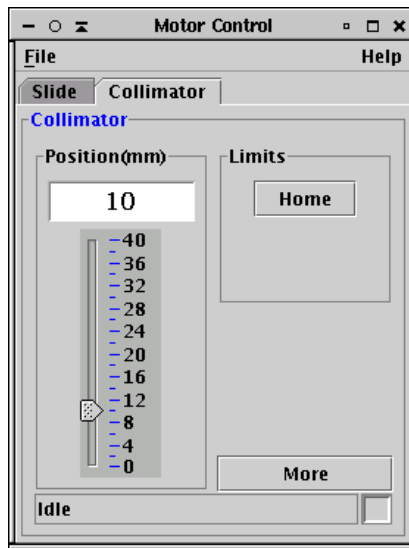 Motor Control
File Help
Slide Collimator
Collimator
Position(mm)
10
40
36
32
28
24
20
16
12
8
4
0
Limits
Home
More
Idle